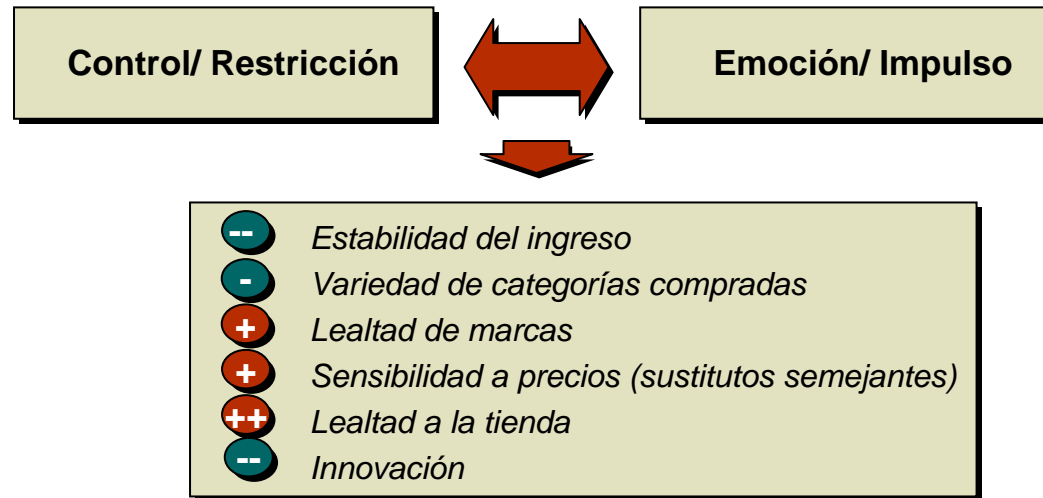 Control/ Restricción
Emoción/ Impulso
-- Estabilidad del ingreso
- Variedad de categorías compradas
+ Lealtad de marcas
+ Sensibilidad a precios (sustitutos semejantes)
++ Lealtad a la tienda
-- Innovación